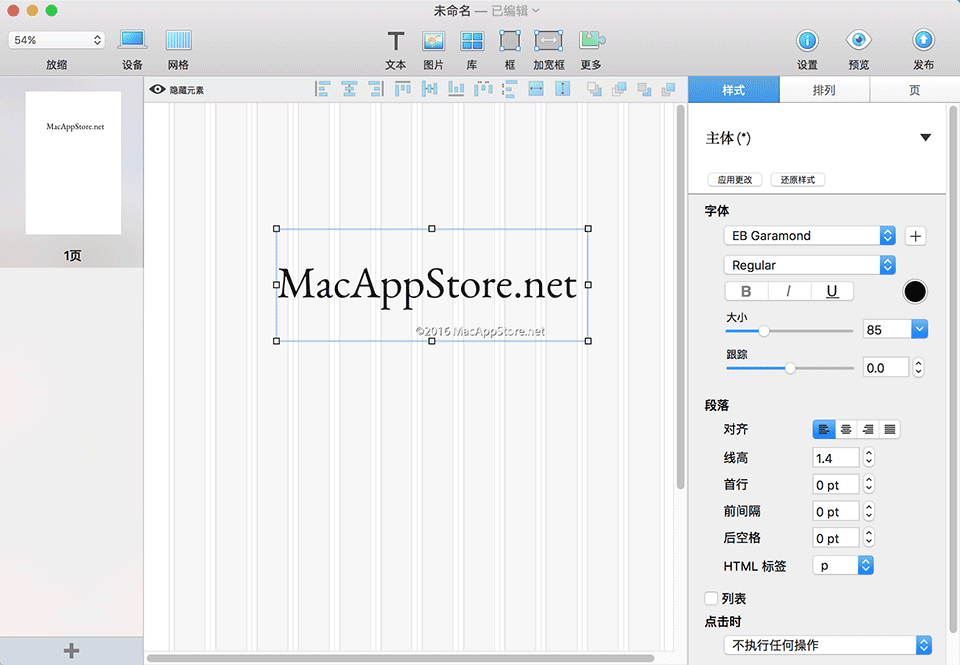 未命名 — 已编辑
54%
放缩
设备
网格
文本
图片
库
框
加宽框
更多
设置
预览
发布
隐藏元素
样式
排列
页
MacAppStore.net
1页
MacAppStore.net
©2016 MacAppStore.net
主体 (*)
应用更改
还原样式
字体
EB Garamond
Regular
B I U
大小
85
跟踪
0.0
段落
对齐
线高
1.4
首行
0 pt
前间隔
0 pt
后空格
0 pt
HTML 标签
p
列表
点击时
不执行任何操作